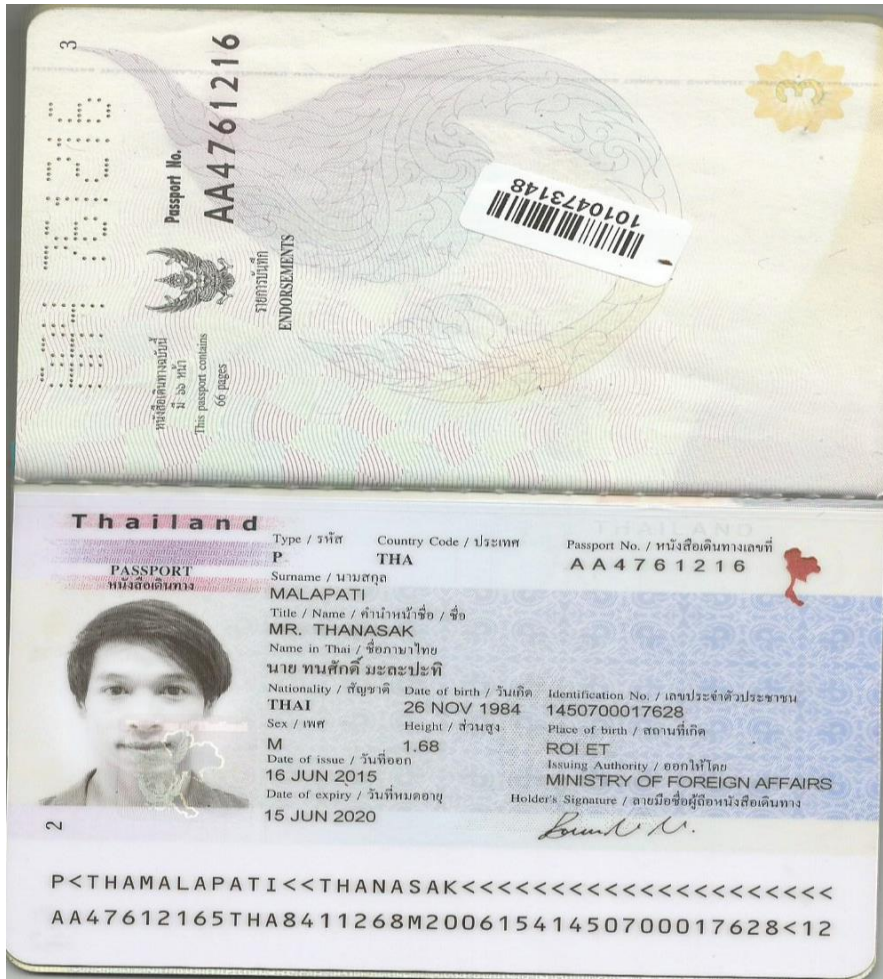 3
Passport No.
AA4761216
หนังสือเดินทางฉบับนี้
มี ๖๖ หน้า
This passport contains
66 pages
รายการบันทึก
ENDORSEMENTS
1010473148
Thailand
PASSPORT
หนังสือเดินทาง
Type / รหัส Country Code / ประเทศ Passport No. / หนังสือเดินทางเลขที่
P THA AA4761216
Surname / นามสกุล
MALAPATI
Title / Name / คำนำหน้าชื่อ / ชื่อ
MR. THANASAK
Name in Thai / ชื่อภาษาไทย
นาย ทนศักดิ์ มะละปะทิ
Nationality / สัญชาติ Date of birth / วันเกิด Identification No. / เลขประจำตัวประชาชน
THAI 26 NOV 1984 1450700017628
Sex / เพศ Height / ส่วนสูง Place of birth / สถานที่เกิด
M 1.68 ROI ET
Date of issue / วันที่ออก Issuing Authority / ออกให้โดย
16 JUN 2015 MINISTRY OF FOREIGN AFFAIRS
Date of expiry / วันที่หมดอายุ Holder's Signature / ลายมือชื่อผู้ถือหนังสือเดินทาง
15 JUN 2020
2
P<THAMALAPATI<<THANASAK<<<<<<<<<<<<<<<<<<<<<
AA47612165THA8411268M20061541450700017628<12